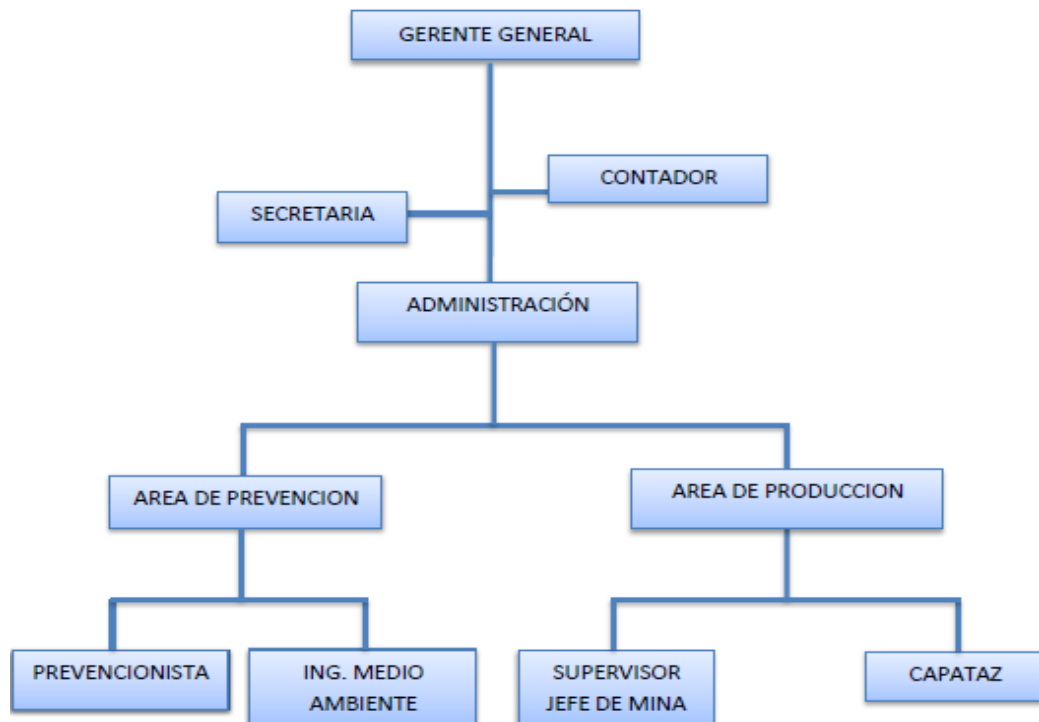 GERENTE GENERAL
CONTADOR
SECRETARIA
ADMINISTRACIÓN
AREA DE PREVENCION
AREA DE PRODUCCION
PREVENCIONISTA
ING. MEDIO
AMBIENTE
SUPERVISOR
JEFE DE MINA
CAPATAZ